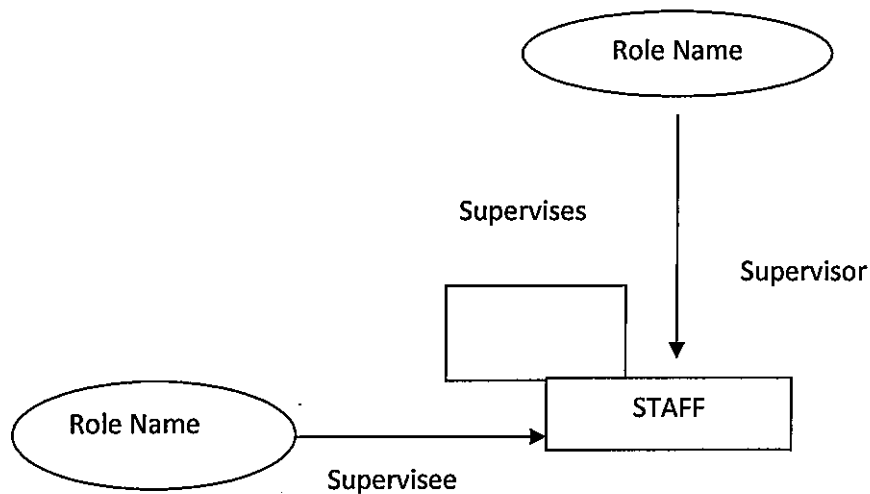 Role Name
Supervises
Supervisor
STAFF
Role Name
Supervisee